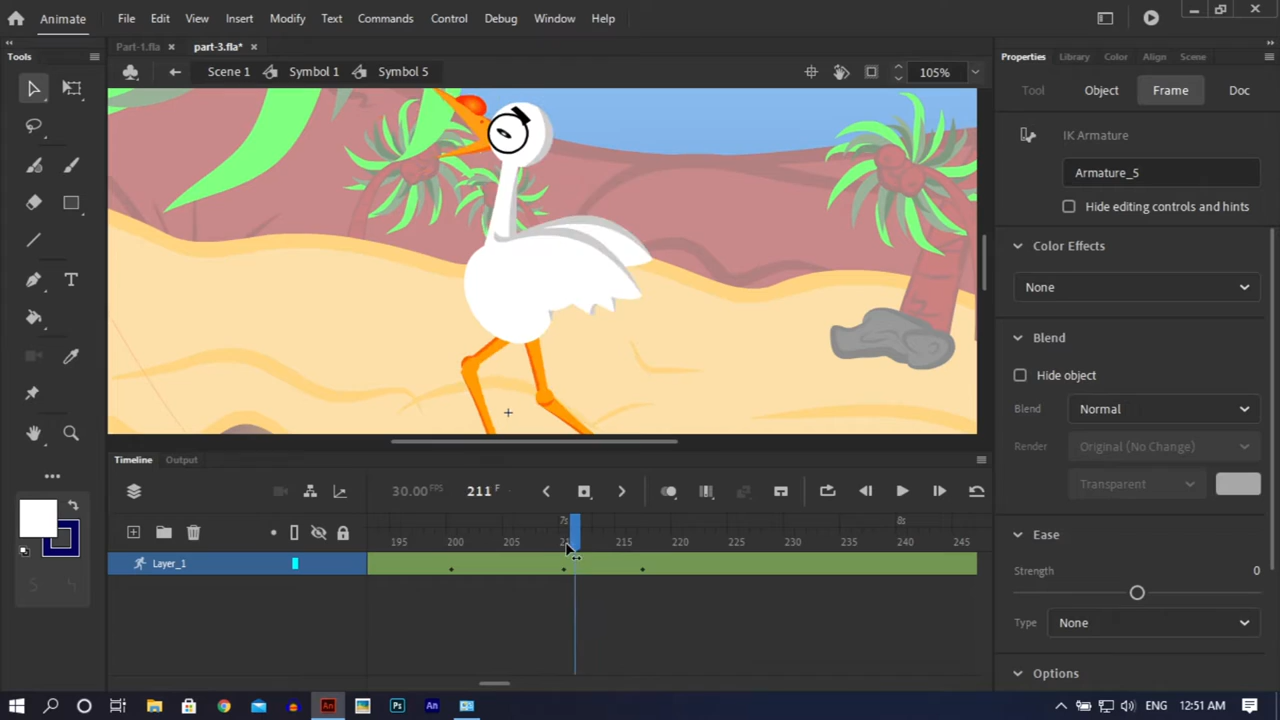 Animate File Edit View Insert Modify Text Commands Control Debug Window Help
Part-1.fla × part-3.fla* ×
Tools
Scene 1 Symbol 1 Symbol 5 105%
Properties Library Color Align Scene
Tool Object Frame Doc
IK Armature
Armature_5
Hide editing controls and hints
Color Effects
None
Blend
Hide object
Blend Normal
Render Original (No Change)
Transparent
Ease
Strength 0
Type None
Options
Timeline Output
30.00 FPS 211 F
7s 8s
195 200 205 215 220 225 230 235 240 245
Layer_1
ENG 12:51 AM